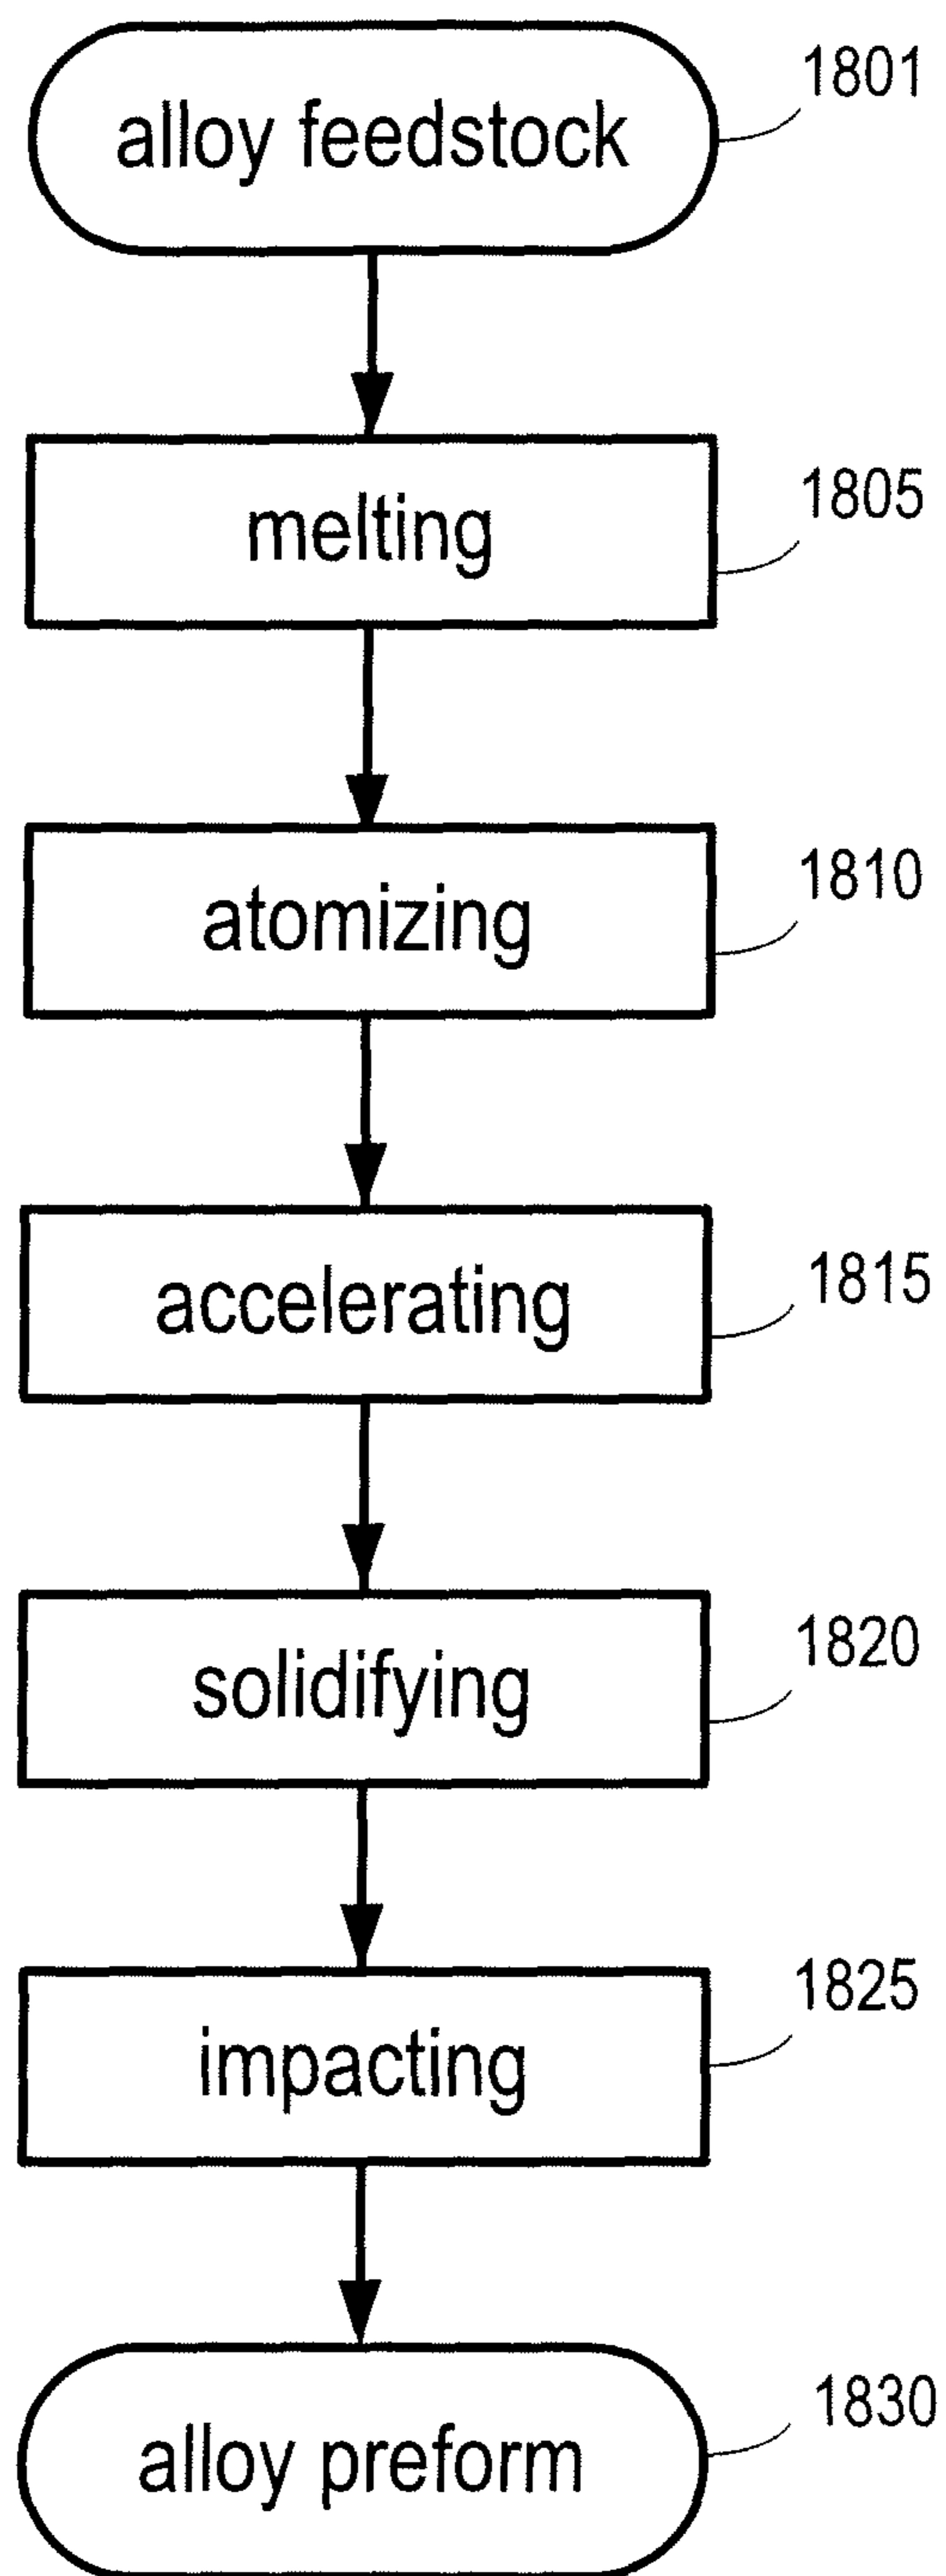 alloy feedstock
1801
melting
1805
atomizing
1810
accelerating
1815
solidifying
1820
impacting
1825
alloy preform
1830